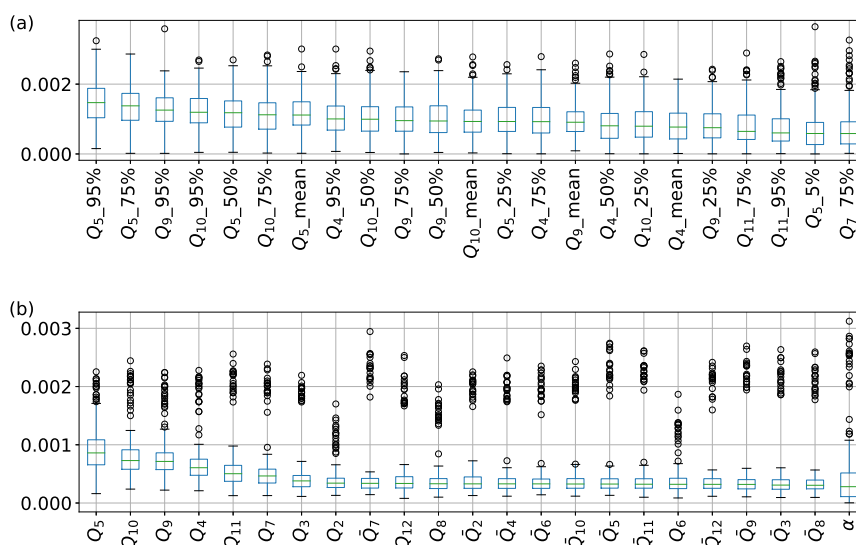 (a)
0.002
0.000
Q₅_95%
Q₅_75%
Q₉_95%
Q₁₀_95%
Q₅_50%
Q₁₀_75%
Q₅_mean
Q₄_95%
Q₁₀_50%
Q₉_75%
Q₉_50%
Q₁₀_mean
Q₅_25%
Q₄_75%
Q₉_mean
Q₄_50%
Q₁₀_25%
Q₄_mean
Q₉_25%
Q₁₁_75%
Q₁₁_95%
Q₅_5%
Q₇_75%
(b)
0.003
0.002
0.001
0.000
Q₅
Q₁₀
Q₉
Q₄
Q₁₁
Q₇
Q₃
Q₂
Q̄₇
Q₁₂
Q₈
Q̄₂
Q̄₄
Q̄₆
Q̄₁₀
Q̄₅
Q̄₁₁
Q₆
Q̄₁₂
Q̄₉
Q̄₃
Q̄₈
α